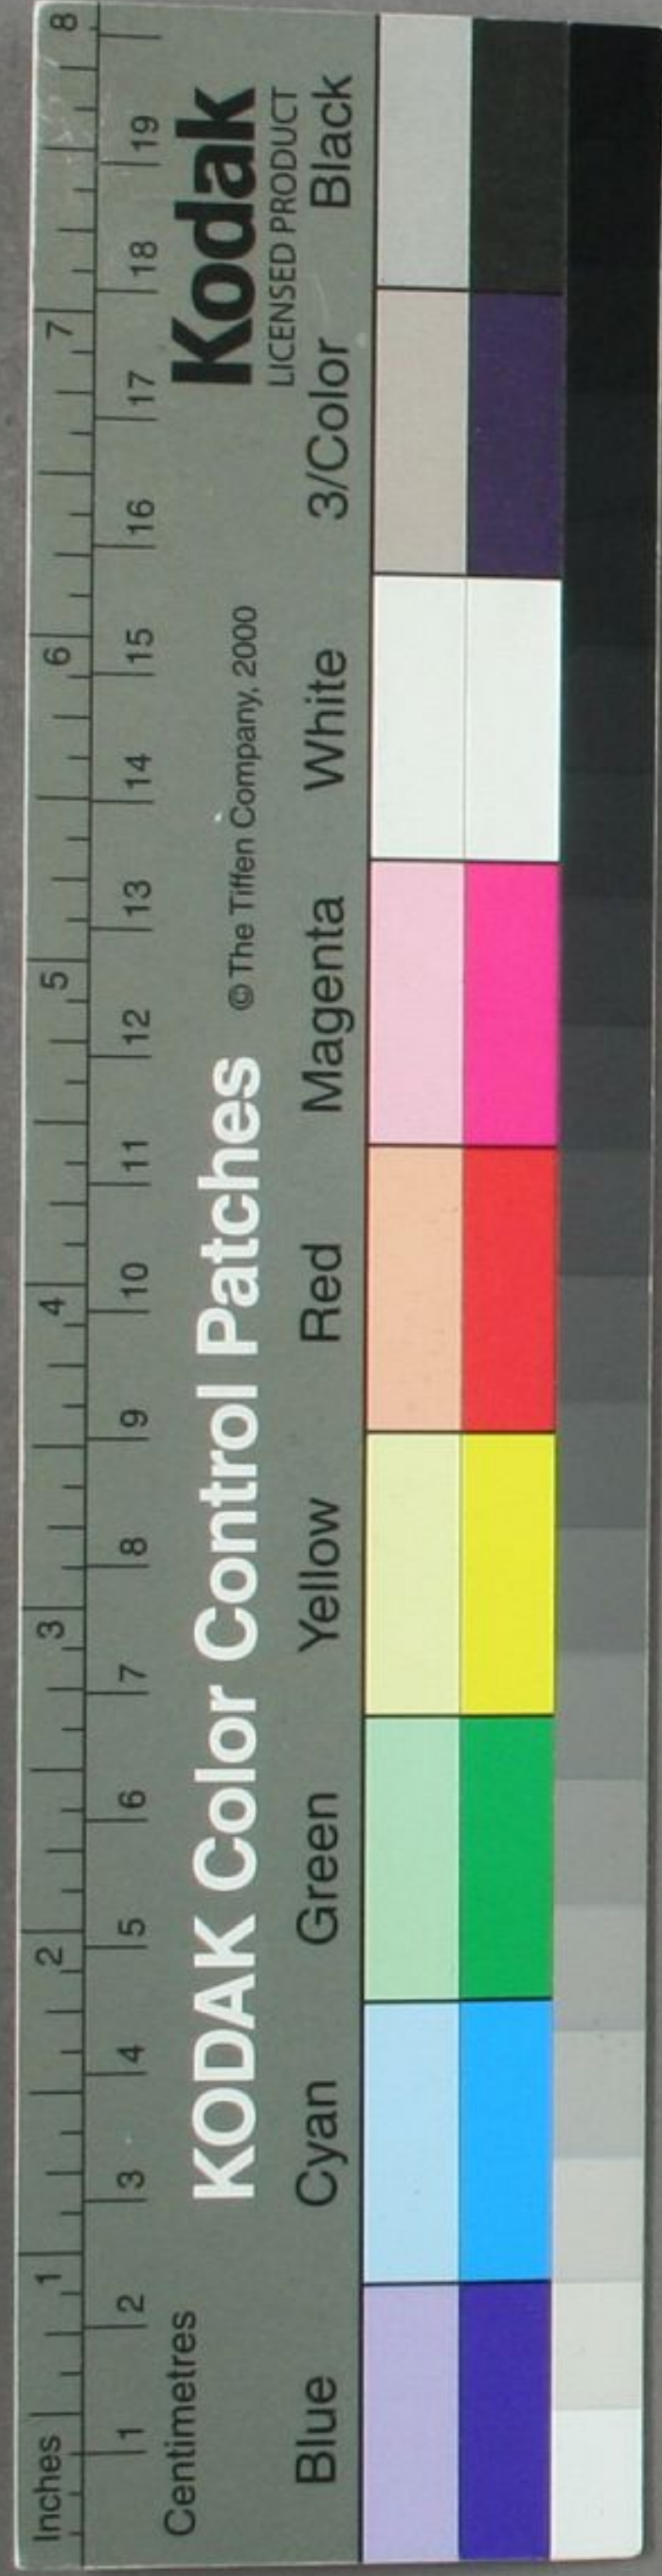 Inches 1 2 3 4 5 6 7 8
1 2 3 4 5 6 7 8 9 10 11 12 13 14 15 16 17 18 19
Centimetres
KODAK Color Control Patches © The Tiffen Company, 2000 Kodak
LICENSED PRODUCT
Blue Cyan Green Yellow Red Magenta White 3/Color Black